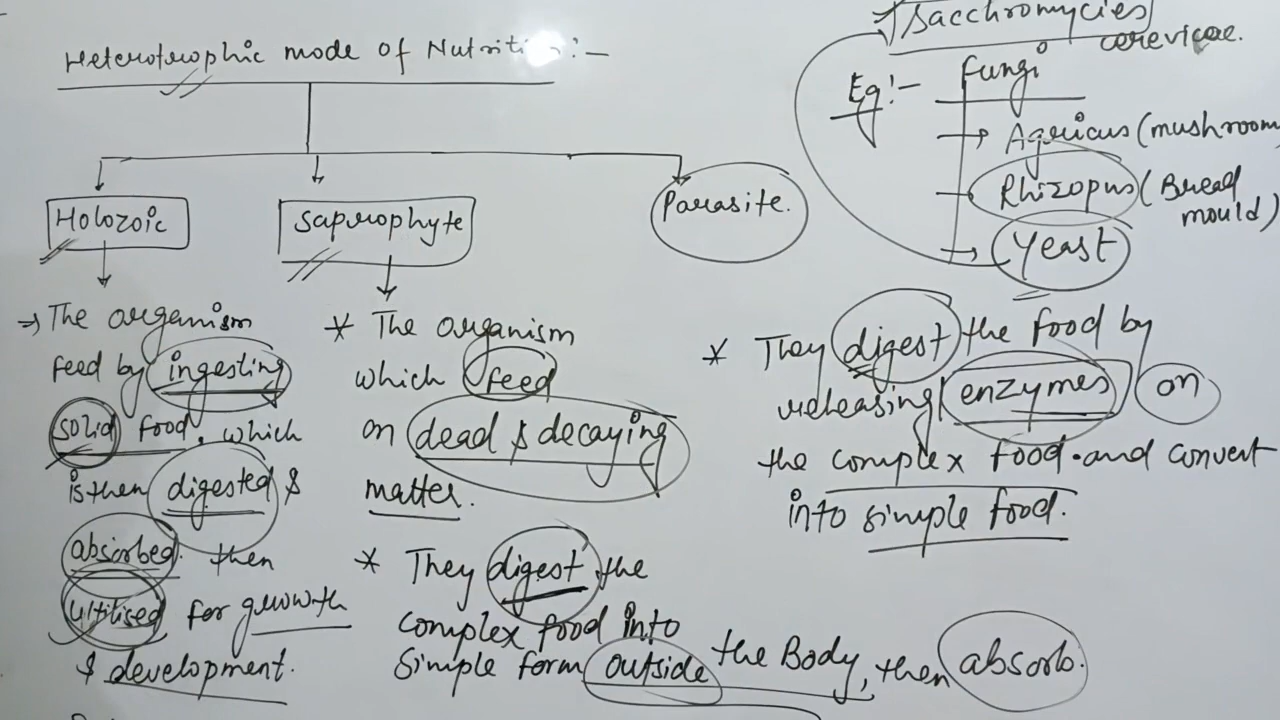 Heterotrophic mode of Nutrition:-
Holozoic
Saprophyte
Parasite.
→ The organism
feed by ingesting
solid food, which
is then digested &
absorbed. then
ultilised for growth
& development.
* The organism
which feed
on dead & decaying
matter.
* They digest the
complex food into
simple form outside the Body, then absorb.
Sacchromycies
cerevicae.
Eg:- fungi
→ Agaricus (mushroom
Rhizopus (Bread
mould)
→ Yeast
* They digest the food by
releasing enzymes on
the complex food. and convert
into simple food.